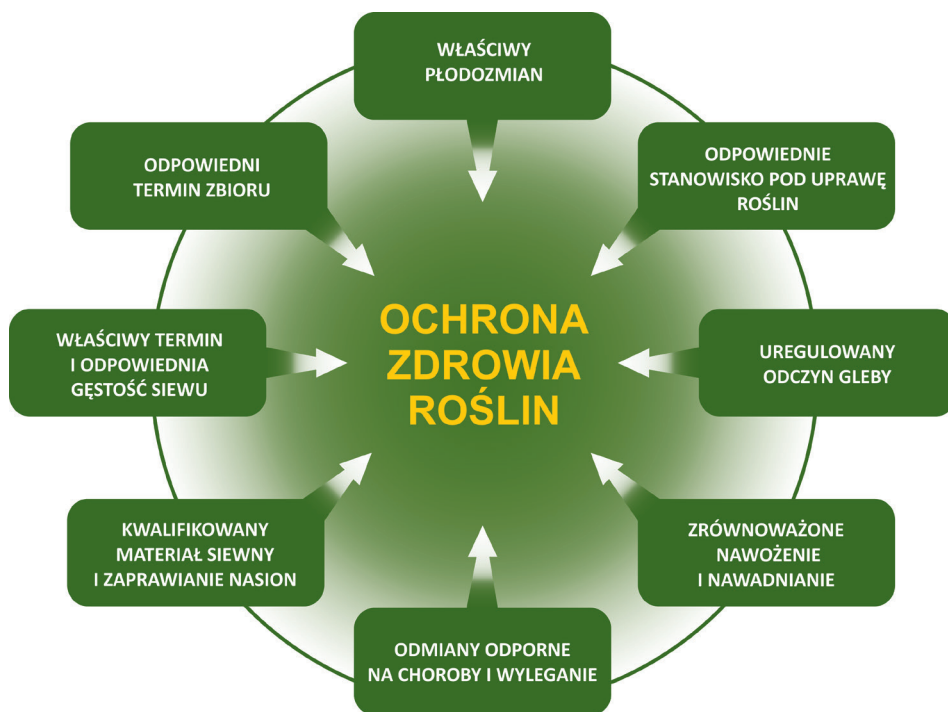 WŁAŚCIWY
PŁODOZMIAN
ODPOWIEDNI
TERMIN ZBIORU
ODPOWIEDNIE
STANOWISKO POD UPRAWĘ
ROŚLIN
WŁAŚCIWY TERMIN
I ODPOWIEDNIA
GĘSTOŚĆ SIEWU
OCHRONA
ZDROWIA
ROŚLIN
UREGULOWANY
ODCZYN GLEBY
KWALIFIKOWANY
MATERIAŁ SIEWNY
I ZAPRAWIANIE NASION
ZRÓWNOWAŻONE
NAWOŻENIE
I NAWADNIANIE
ODMIANY ODPORNE
NA CHOROBY I WYLEGANIE